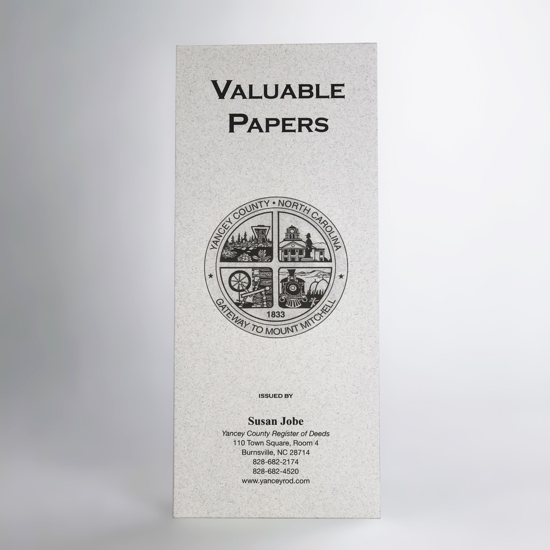 VALUABLE
PAPERS
YANCEY COUNTY • NORTH CAROLINA
1833
GATEWAY TO MOUNT MITCHELL
ISSUED BY
Susan Jobe
Yancey County Register of Deeds
110 Town Square, Room 4
Burnsville, NC 28714
828-682-2174
828-682-4520
www.yanceyrod.com